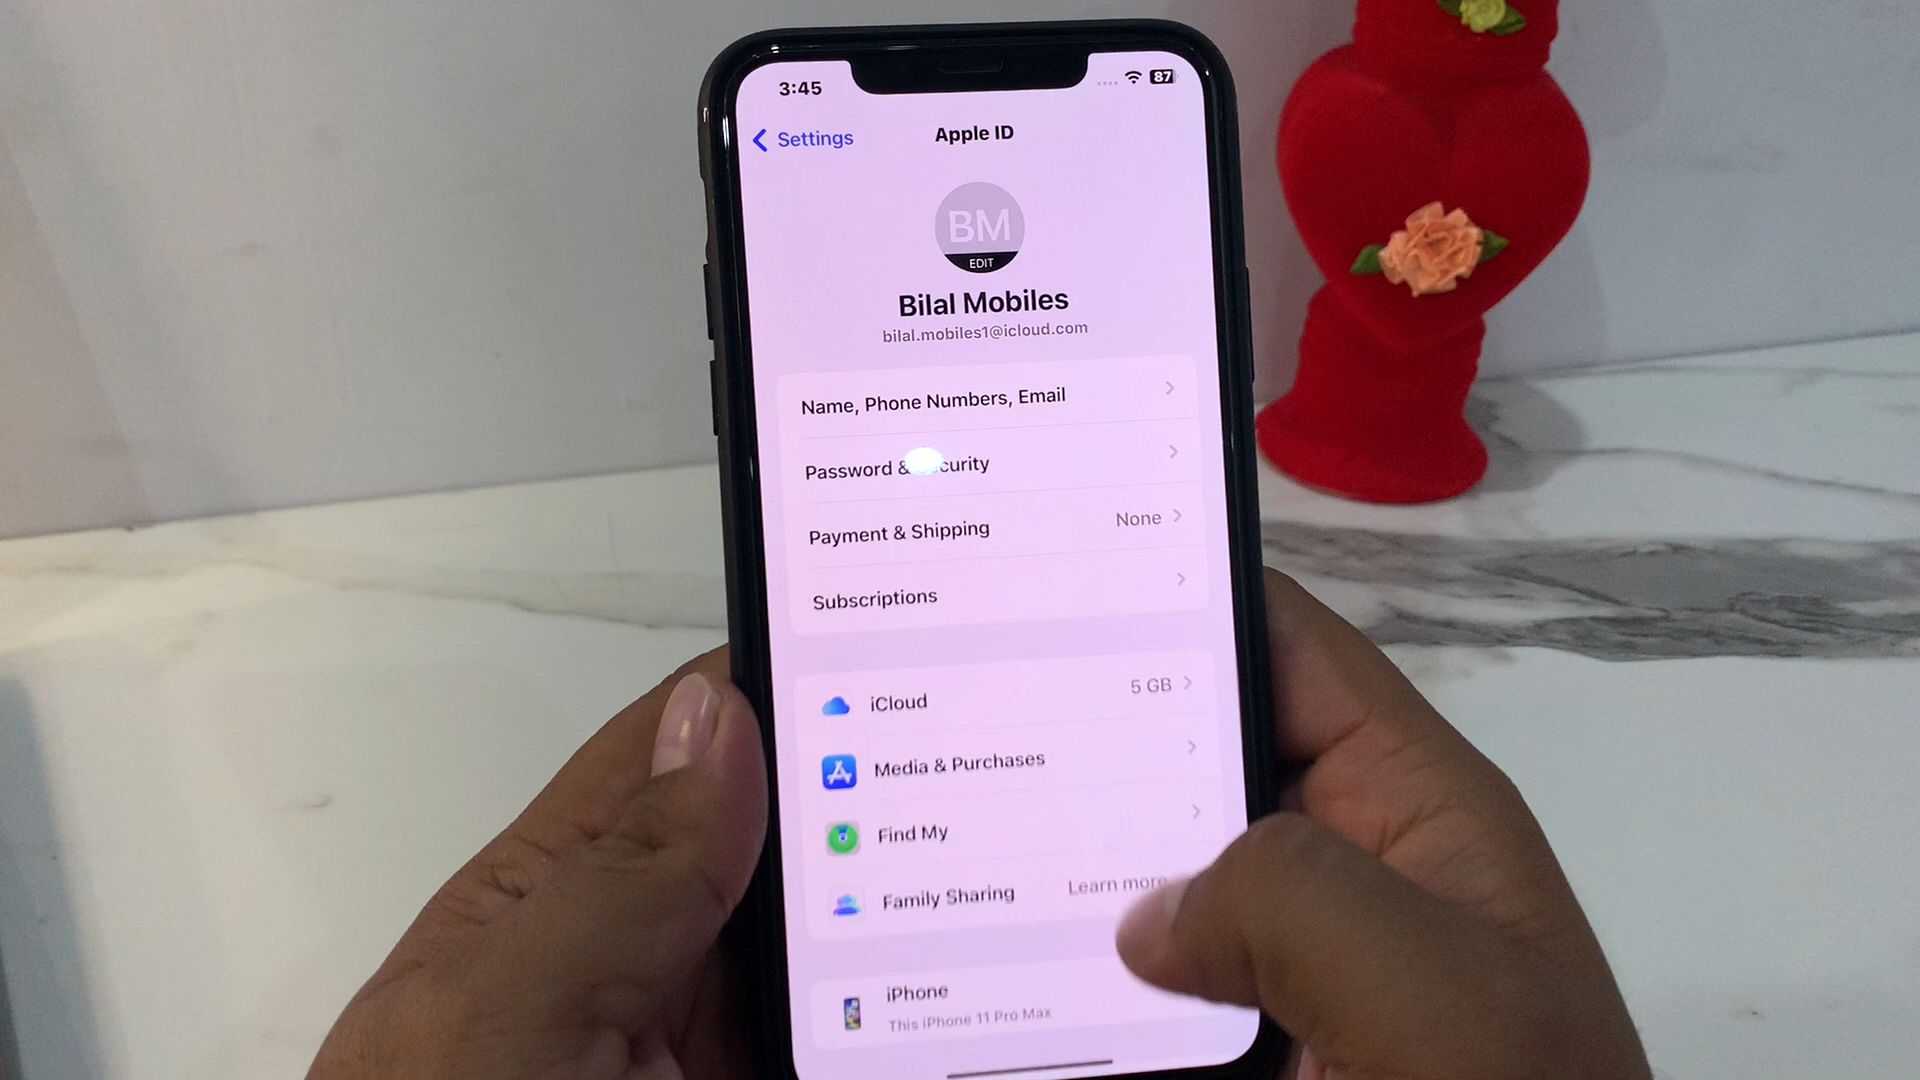 3:45
87
Settings
Apple ID
BM
EDIT
Bilal Mobiles
bilal.mobiles1@icloud.com
Name, Phone Numbers, Email
Password & curity
Payment & Shipping
None
Subscriptions
iCloud
5 GB
Media & Purchases
Find My
Family Sharing
Learn more
iPhone
This iPhone 11 Pro Max